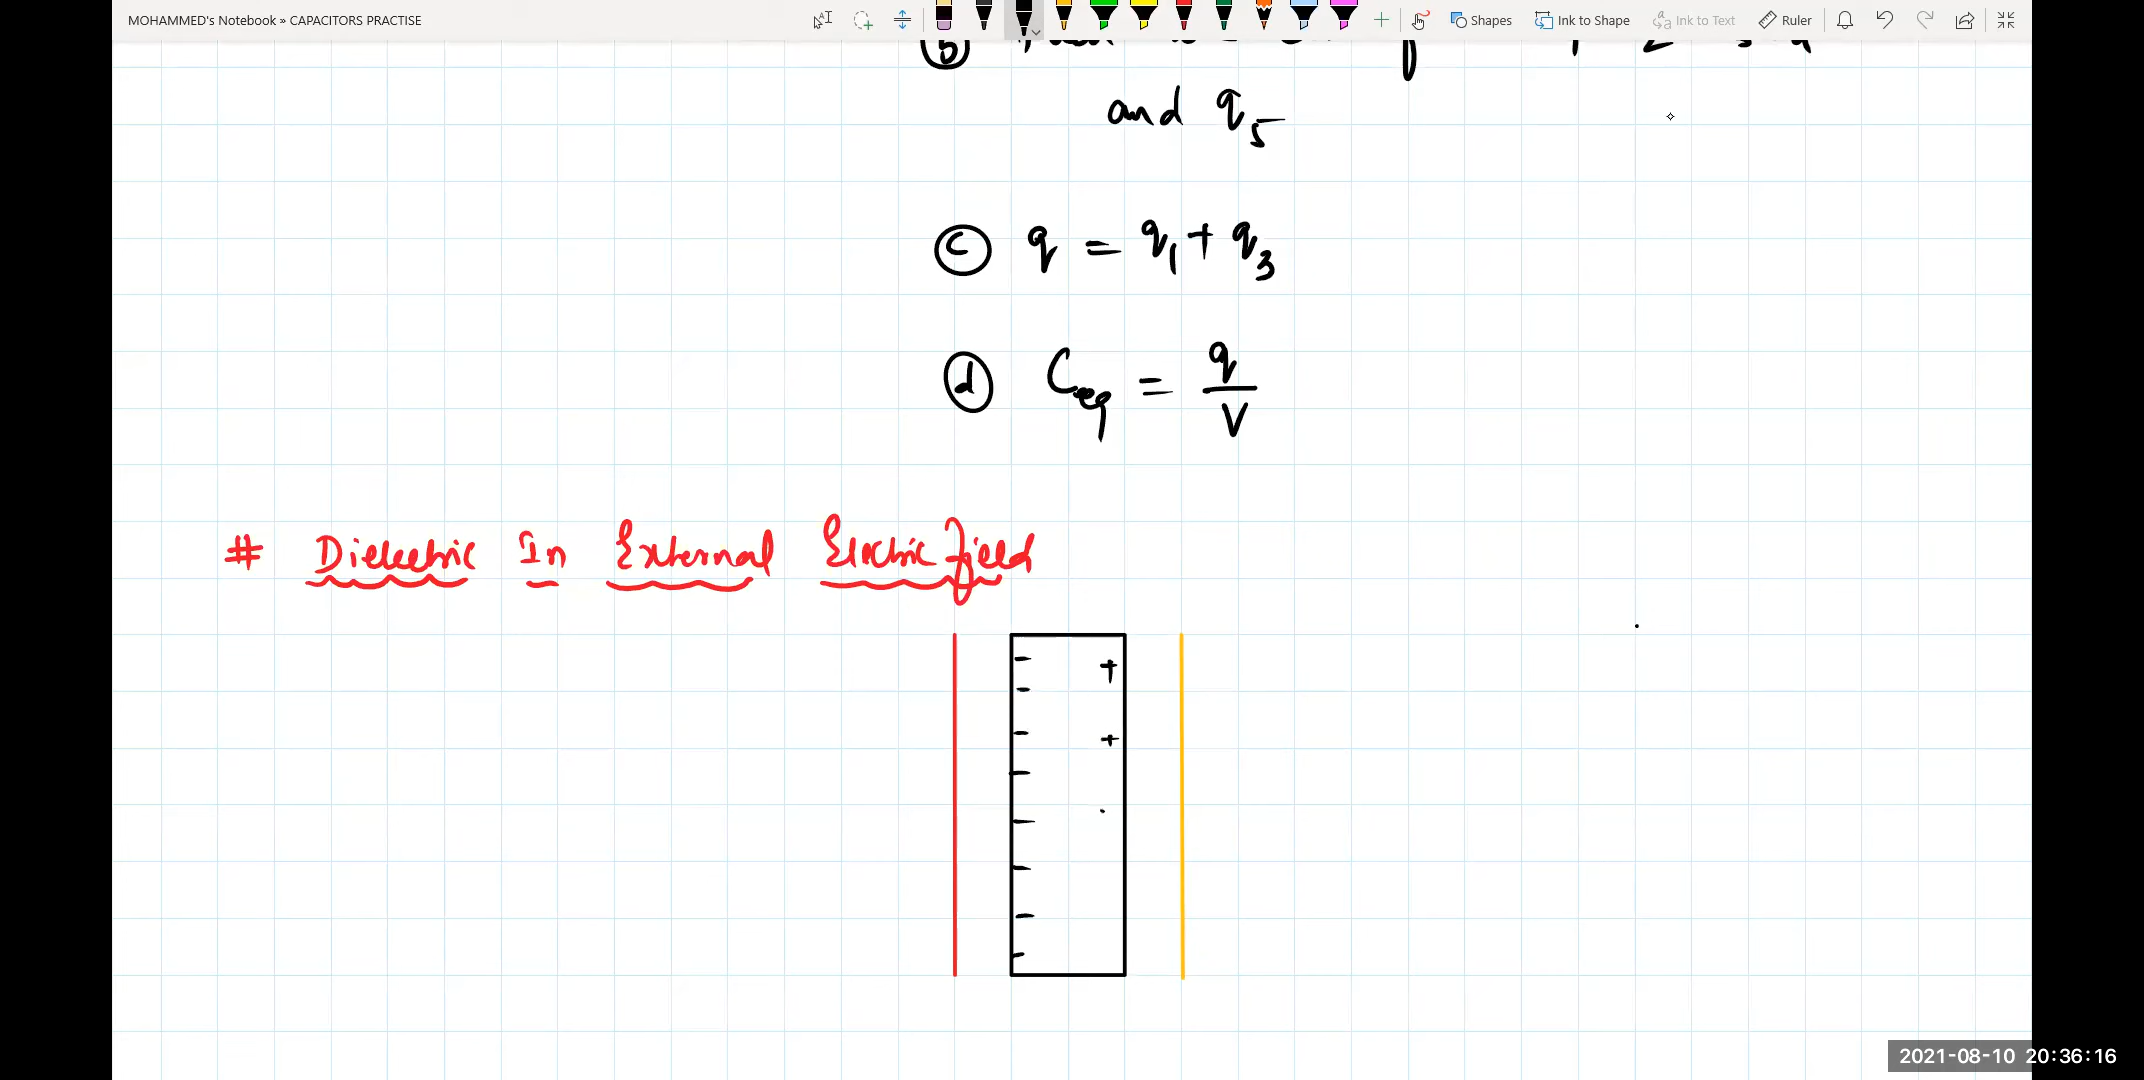 MOHAMMED's Notebook » CAPACITORS PRACTISE
Shapes Ink to Shape Ink to Text Ruler
b
and q5
c q = q1 + q3
d Ceq = q/V
# Dielectric In External Electric field
- +
-
- +
-
-
-
-
-
2021-08-10 20:36:16